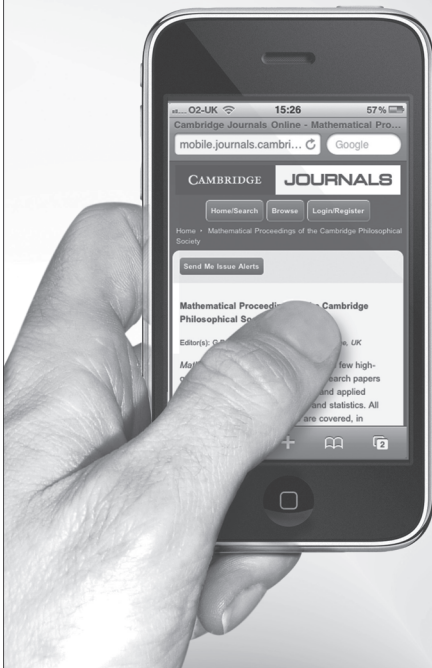 O2-UK 15:26 57%
Cambridge Journals Online - Mathematical Pro...
mobile.journals.cambri... Google
CAMBRIDGE JOURNALS
Home/Search Browse Login/Register
Home • Mathematical Proceedings of the Cambridge Philosophical
Society
Send Me Issue Alerts
Mathematical Cambridge
Philosophical
Editor(s): UK
few high-
earch papers
and applied
and statistics. All
are covered, in
2